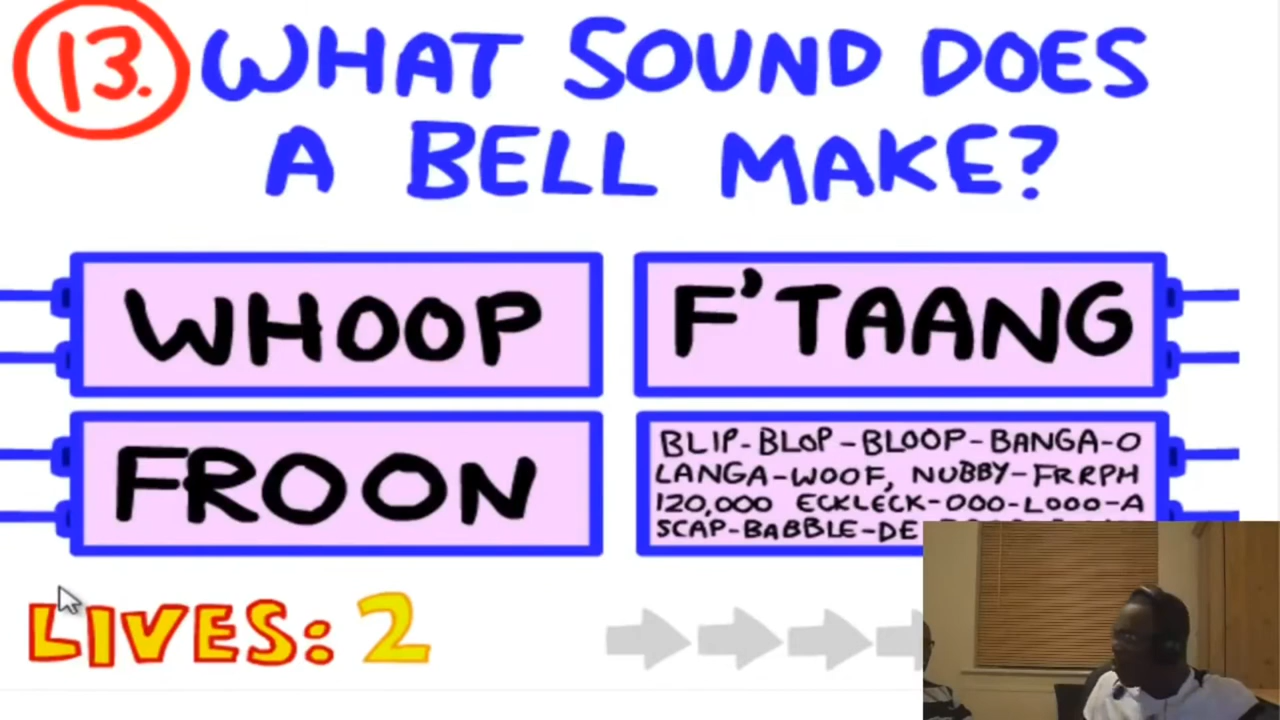 13. WHAT SOUND DOES
A BELL MAKE?
WHOOP
F'TAANG
FROON
BLIP-BLOP-BLOOP-BANGA-O
LANGA-WOOF, NUBBY-FRRPH
120,000 ECKLECK-OOO-LOOO-A
SCAP-BABBLE-DE
LIVES: 2